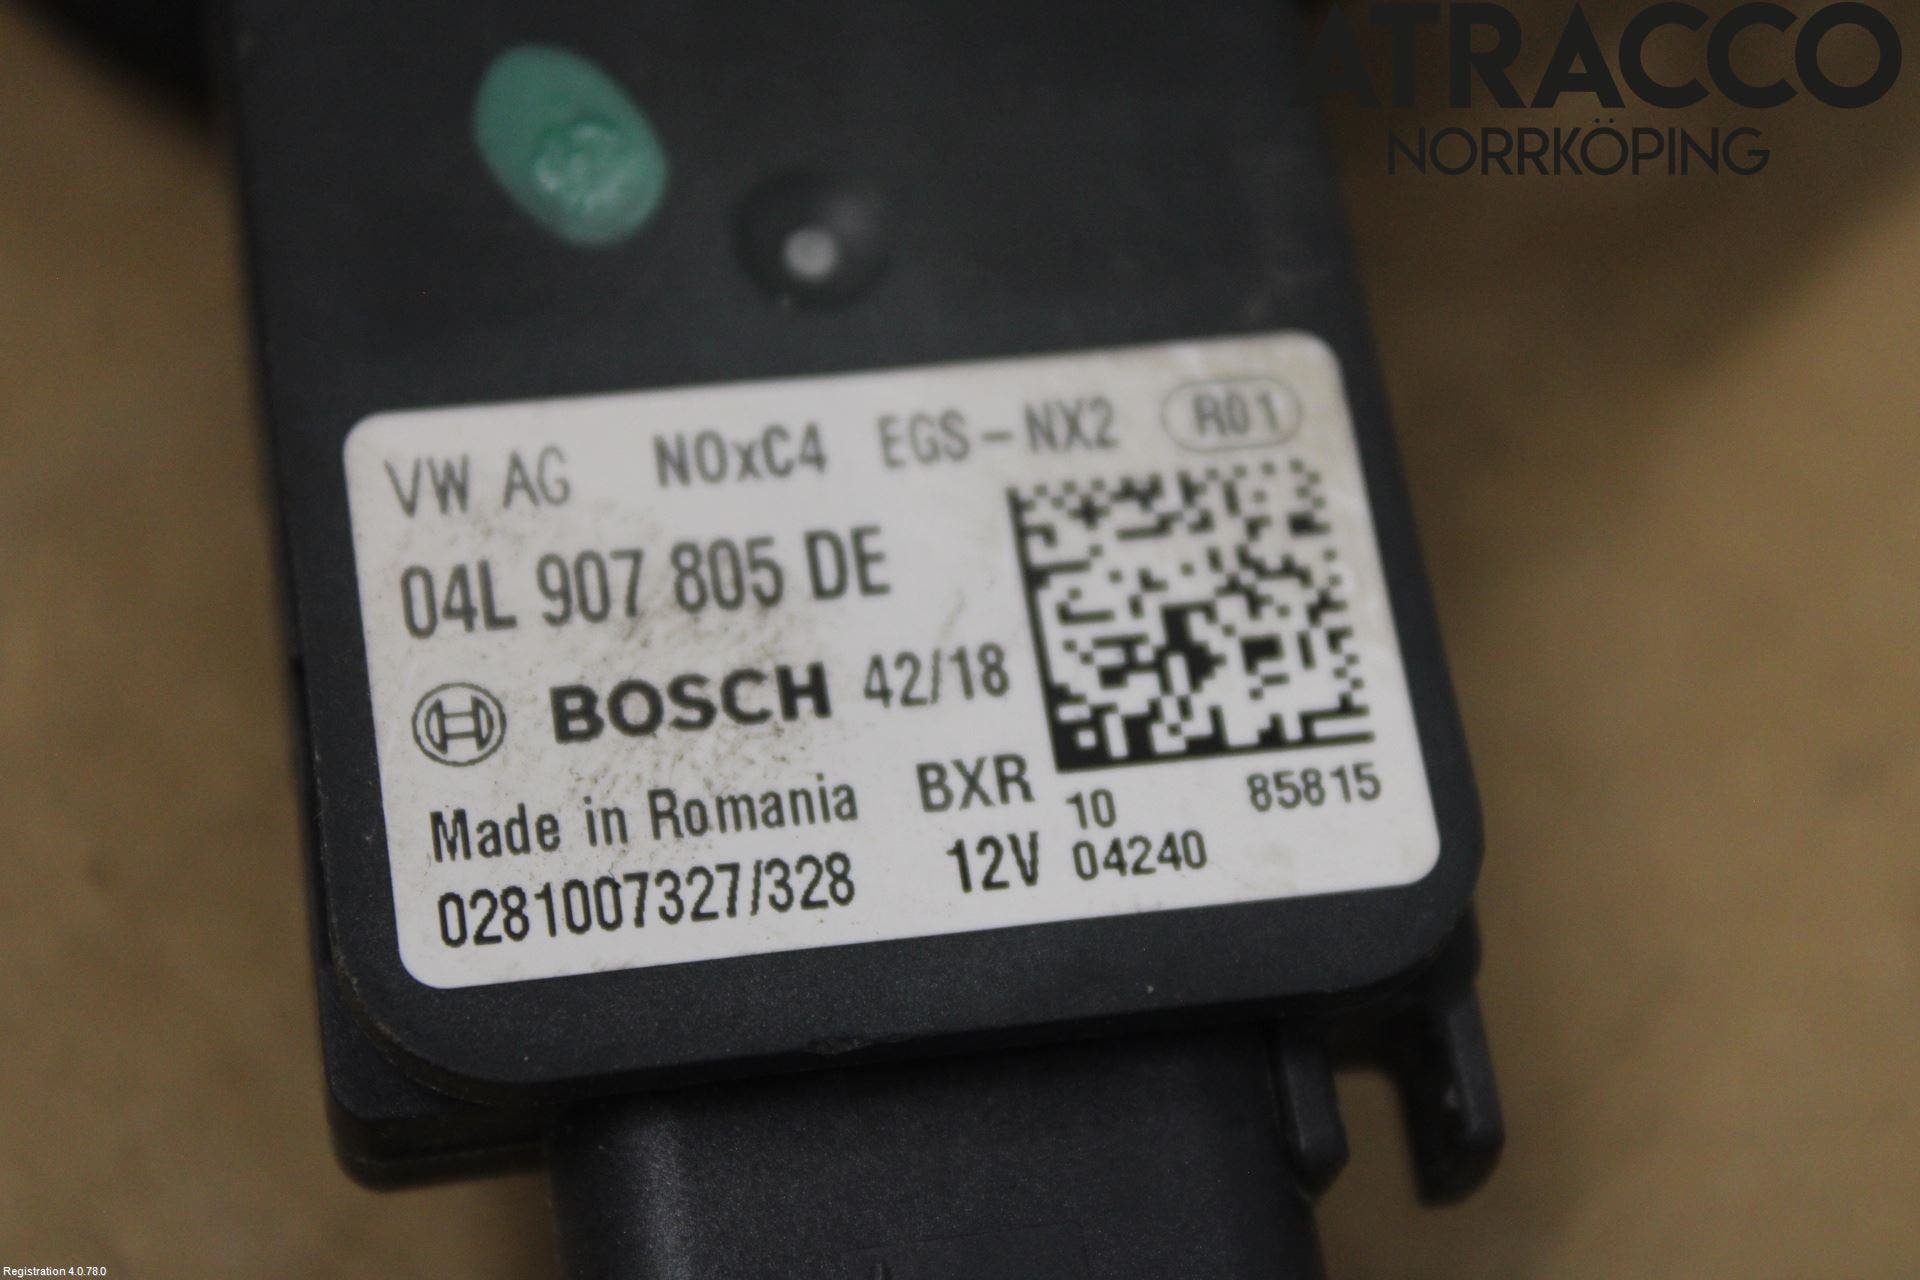 ATRACCO
NORRKÖPING
VW AG NOxC4 EGS-NX2 R01
04L 907 805 DE
BOSCH 42/18
Made in Romania BXR 10 85815
0281007327/328 12V 04240
Registration 4.0.78.0